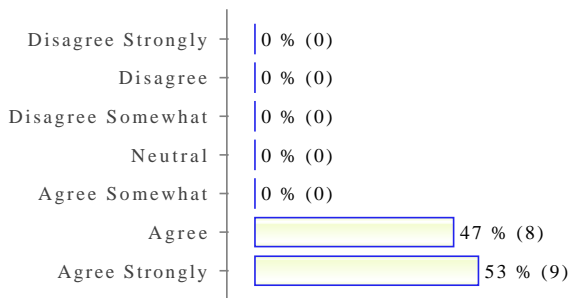 Disagree Strongly 0 % (0)
Disagree 0 % (0)
Disagree Somewhat 0 % (0)
Neutral 0 % (0)
Agree Somewhat 0 % (0)
Agree 47 % (8)
Agree Strongly 53 % (9)